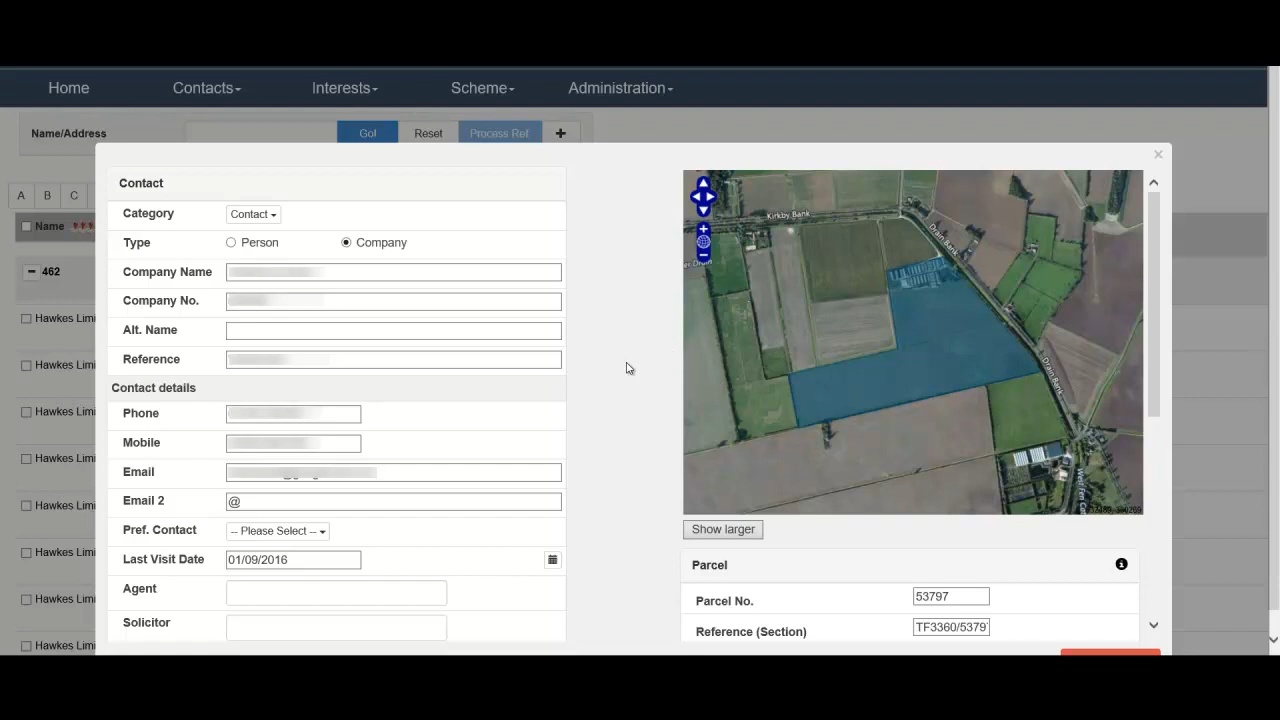 Home Contacts Interests Scheme Administration
Name/Address Go! Reset Process Ref
A B C
Name
462
Hawkes Limi
Hawkes Limi
Hawkes Limi
Hawkes Limi
Hawkes Limi
Hawkes Limi
Hawkes Limi
Hawkes Limi
×
Contact
Category Contact
Type Person Company
Company Name
Company No.
Alt. Name
Reference
Contact details
Phone
Mobile
Email
Email 2 @
Pref. Contact -- Please Select --
Last Visit Date 01/09/2016
Agent
Solicitor
Kirkby Bank
Drain Bank
er Drain
Drain Bank
West Fen
Show larger
Parcel
Parcel No. 53797
Reference (Section) TF3360/5379